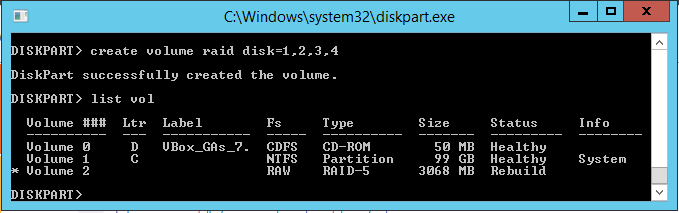 C:\Windows\system32\diskpart.exe
DISKPART> create volume raid disk=1,2,3,4
DiskPart successfully created the volume.
DISKPART> list vol
Volume ### Ltr Label Fs Type Size Status Info
---------- --- ----------- ----- ---------- ------- --------- --------
Volume 0 D VBox_GAs_7. CDFS CD-ROM 50 MB Healthy
Volume 1 C NTFS Partition 99 GB Healthy System
* Volume 2 RAW RAID-5 3068 MB Rebuild
DISKPART>